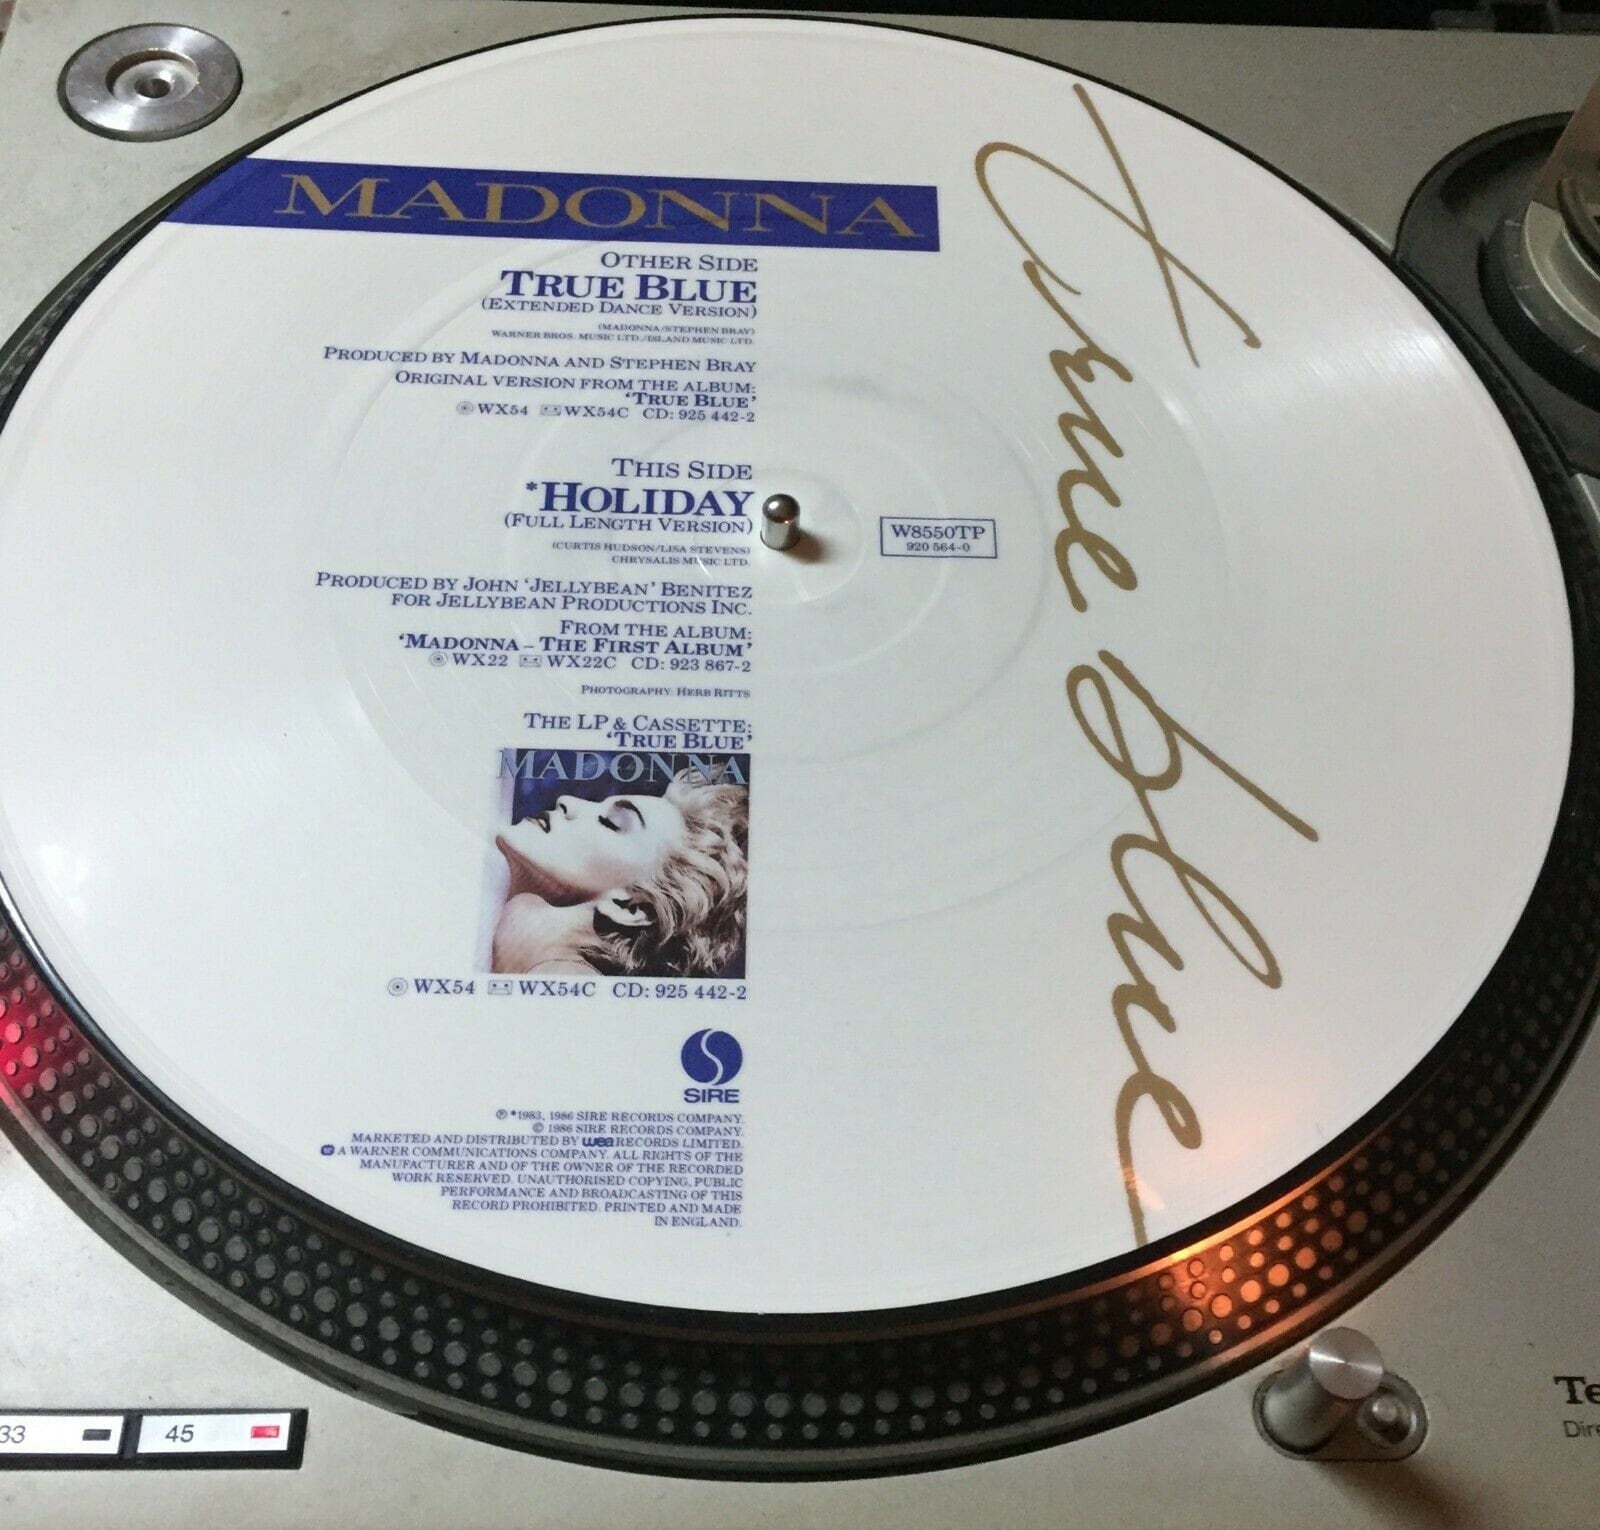 MADONNA
OTHER SIDE
TRUE BLUE
(EXTENDED DANCE VERSION)
(MADONNA/STEPHEN BRAY)
WARNER BROS. MUSIC LTD./ISLAND MUSIC LTD.
PRODUCED BY MADONNA AND STEPHEN BRAY
ORIGINAL VERSION FROM THE ALBUM:
'TRUE BLUE'
WX54 WX54C CD: 925 442-2
THIS SIDE
*HOLIDAY
(FULL LENGTH VERSION)
(CURTIS HUDSON/LISA STEVENS)
CHRYSALIS MUSIC LTD.
PRODUCED BY JOHN 'JELLYBEAN' BENITEZ
FOR JELLYBEAN PRODUCTIONS INC.
FROM THE ALBUM:
'MADONNA – THE FIRST ALBUM'
WX22 WX22C CD: 923 867-2
PHOTOGRAPHY: HERB RITTS
THE LP & CASSETTE:
'TRUE BLUE'
MADONNA
WX54 WX54C CD: 925 442-2
SIRE
℗ *1983, 1986 SIRE RECORDS COMPANY.
© 1986 SIRE RECORDS COMPANY.
MARKETED AND DISTRIBUTED BY wea RECORDS LIMITED.
A WARNER COMMUNICATIONS COMPANY. ALL RIGHTS OF THE
MANUFACTURER AND OF THE OWNER OF THE RECORDED
WORK RESERVED. UNAUTHORISED COPYING, PUBLIC
PERFORMANCE AND BROADCASTING OF THIS
RECORD PROHIBITED. PRINTED AND MADE
IN ENGLAND.
W8550TP
920 564-0
True blue
33
45
Te
Dire